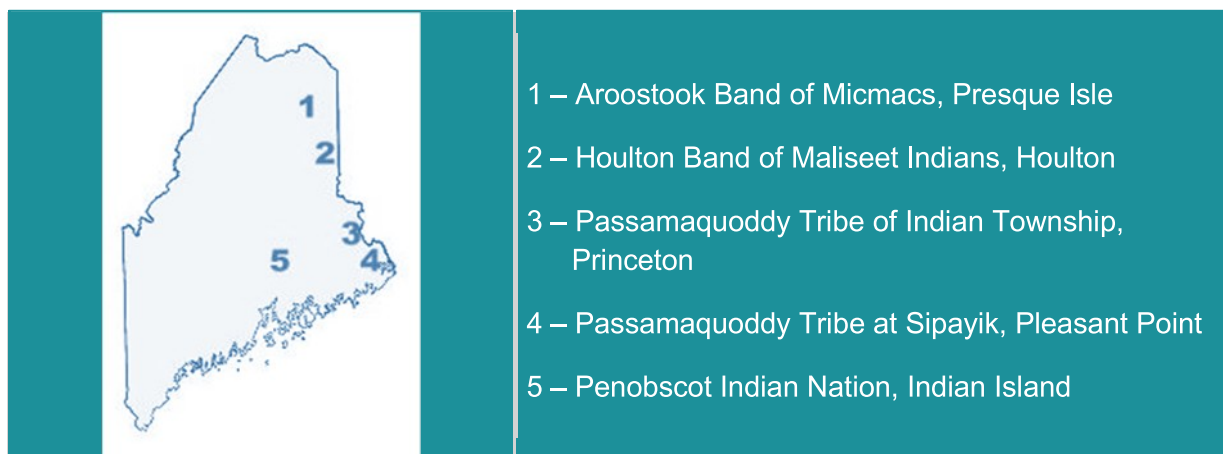 1
2
3
4
5
1 – Aroostook Band of Micmacs, Presque Isle
2 – Houlton Band of Maliseet Indians, Houlton
3 – Passamaquoddy Tribe of Indian Township,
Princeton
4 – Passamaquoddy Tribe at Sipayik, Pleasant Point
5 – Penobscot Indian Nation, Indian Island